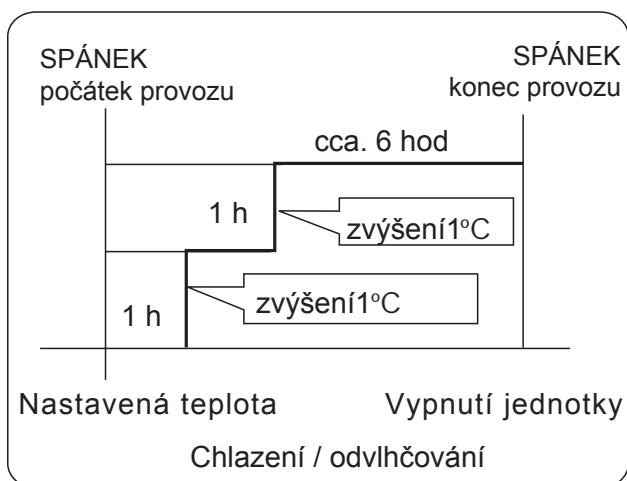 SPÁNEK
počátek provozu
SPÁNEK
konec provozu
cca. 6 hod
1 h
zvýšení1°C
1 h
zvýšení1°C
Nastavená teplota
Vypnutí jednotky
Chlazení / odvlhčování